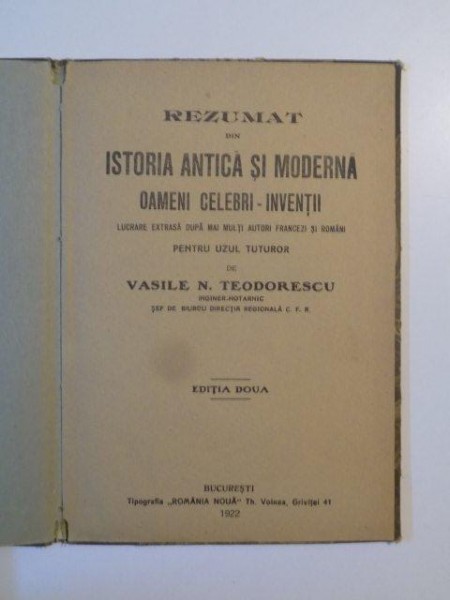 REZUMAT
DIN
ISTORIA ANTICĂ ȘI MODERNĂ
OAMENI CELEBRI - INVENȚII
LUCRARE EXTRASĂ DUPĂ MAI MULȚI AUTORI FRANCEZI ȘI ROMÂNI
PENTRU UZUL TUTUROR
DE
VASILE N. TEODORESCU
INGINER-HOTARNIC
ȘEF DE BIUROU DIRECȚIA REGIONALĂ C. F. R.
EDIȚIA DOUA
BUCUREȘTI
Tipografia „ROMÂNIA NOUĂ" Th. Voinea, Griviței 41
1922